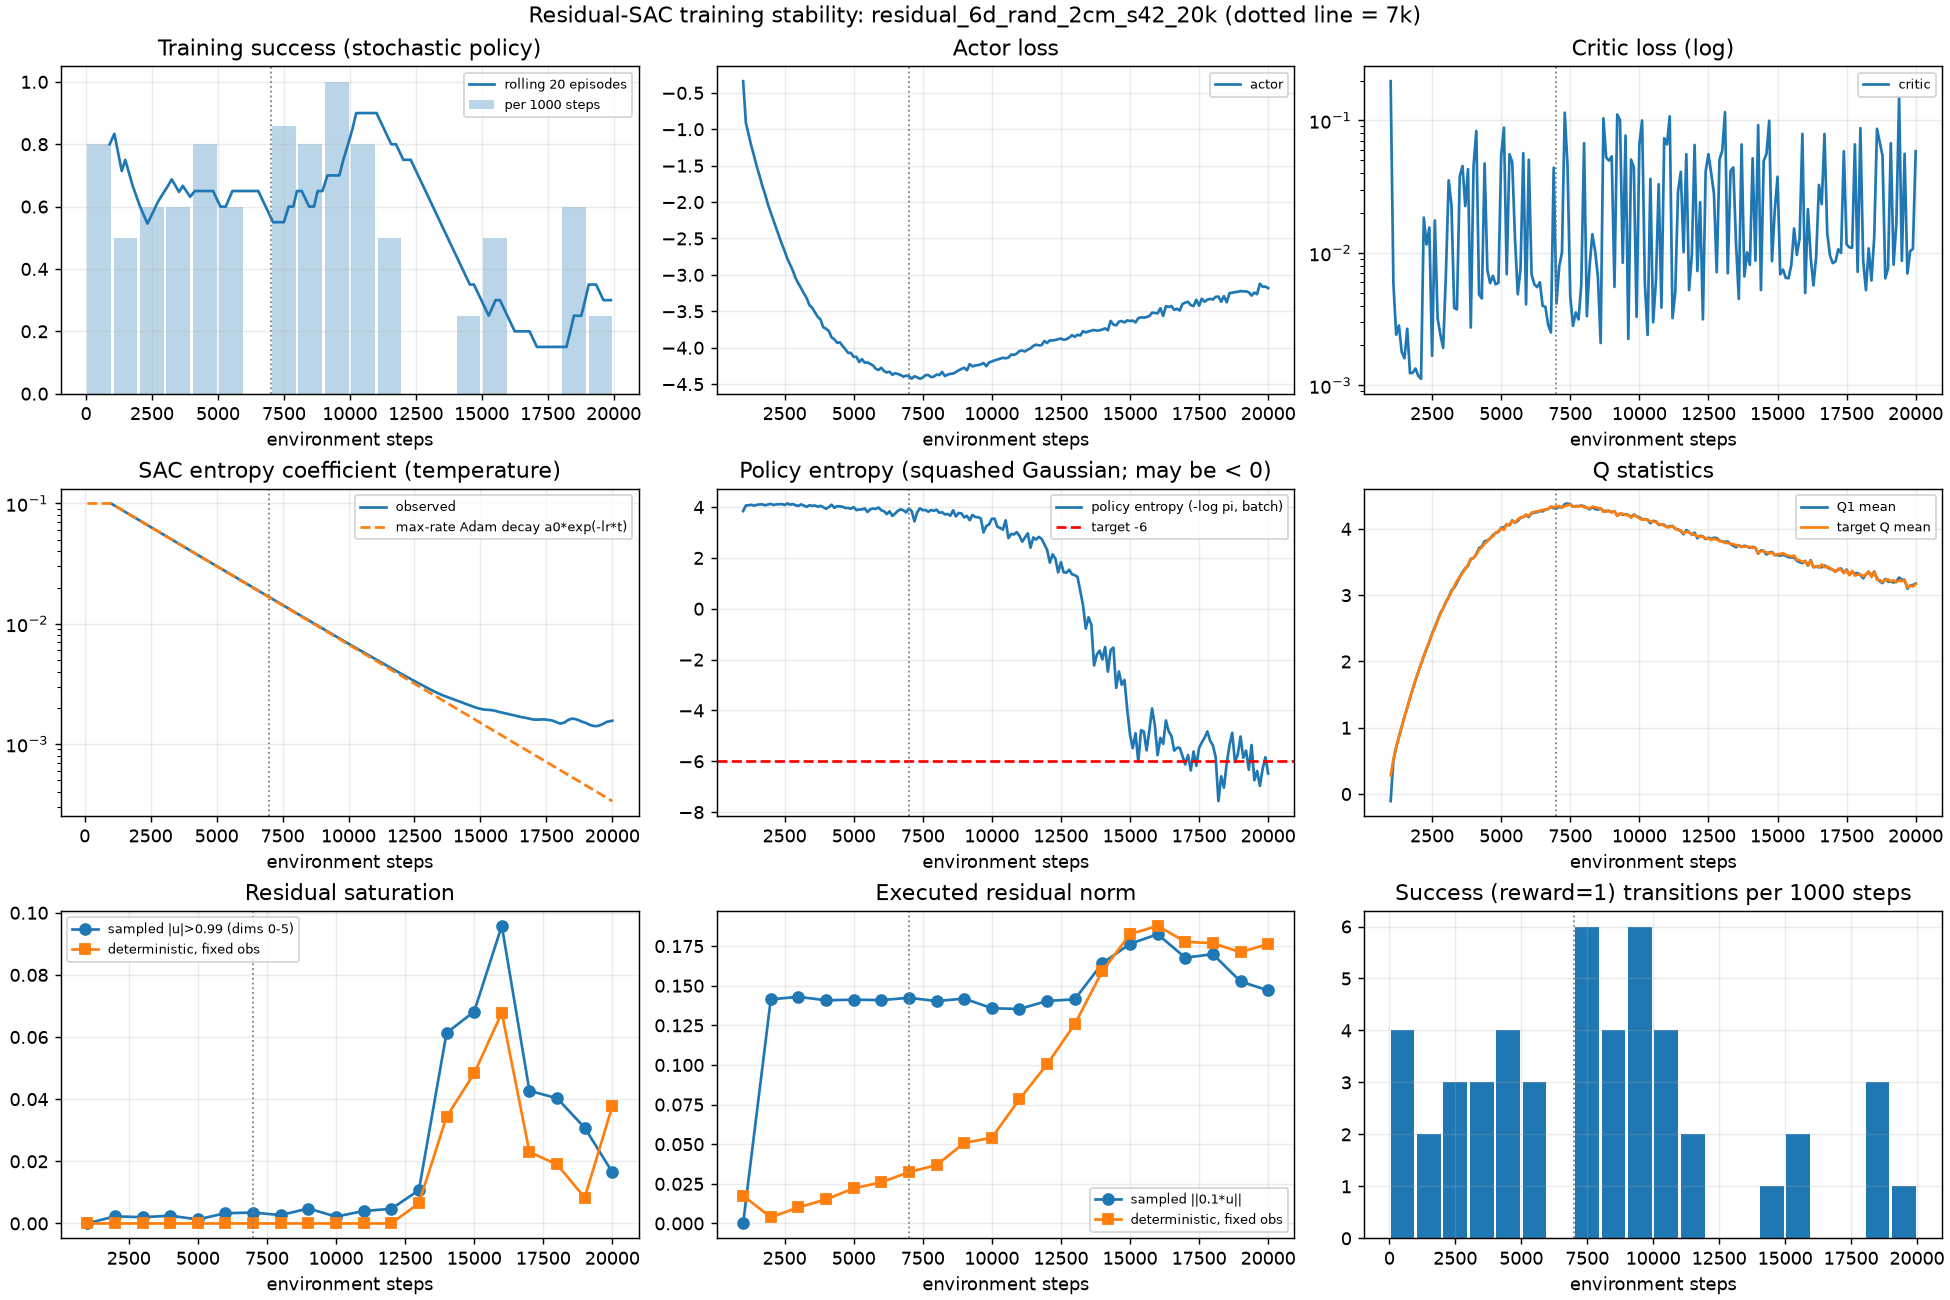 Residual-SAC training stability: residual_6d_rand_2cm_s42_20k (dotted line = 7k)
Training success (stochastic policy)
1.0
0.8
0.6
0.4
0.2
0.0
rolling 20 episodes
per 1000 steps
0 2500 5000 7500 10000 12500 15000 17500 20000
environment steps
Actor loss
−0.5
−1.0
−1.5
−2.0
−2.5
−3.0
−3.5
−4.0
−4.5
actor
2500 5000 7500 10000 12500 15000 17500 20000
environment steps
Critic loss (log)
10⁻¹
10⁻²
10⁻³
critic
2500 5000 7500 10000 12500 15000 17500 20000
environment steps
SAC entropy coefficient (temperature)
10⁻¹
10⁻²
10⁻³
observed
max-rate Adam decay a0*exp(-lr*t)
0 2500 5000 7500 10000 12500 15000 17500 20000
environment steps
Policy entropy (squashed Gaussian; may be < 0)
4
2
0
−2
−4
−6
−8
policy entropy (-log pi, batch)
target -6
2500 5000 7500 10000 12500 15000 17500 20000
environment steps
Q statistics
4
3
2
1
0
Q1 mean
target Q mean
2500 5000 7500 10000 12500 15000 17500 20000
environment steps
Residual saturation
0.10
0.08
0.06
0.04
0.02
0.00
sampled |u|>0.99 (dims 0-5)
deterministic, fixed obs
2500 5000 7500 10000 12500 15000 17500 20000
environment steps
Executed residual norm
0.175
0.150
0.125
0.100
0.075
0.050
0.025
0.000
sampled ||0.1*u||
deterministic, fixed obs
2500 5000 7500 10000 12500 15000 17500 20000
environment steps
Success (reward=1) transitions per 1000 steps
6
5
4
3
2
1
0
0 2500 5000 7500 10000 12500 15000 17500 20000
environment steps